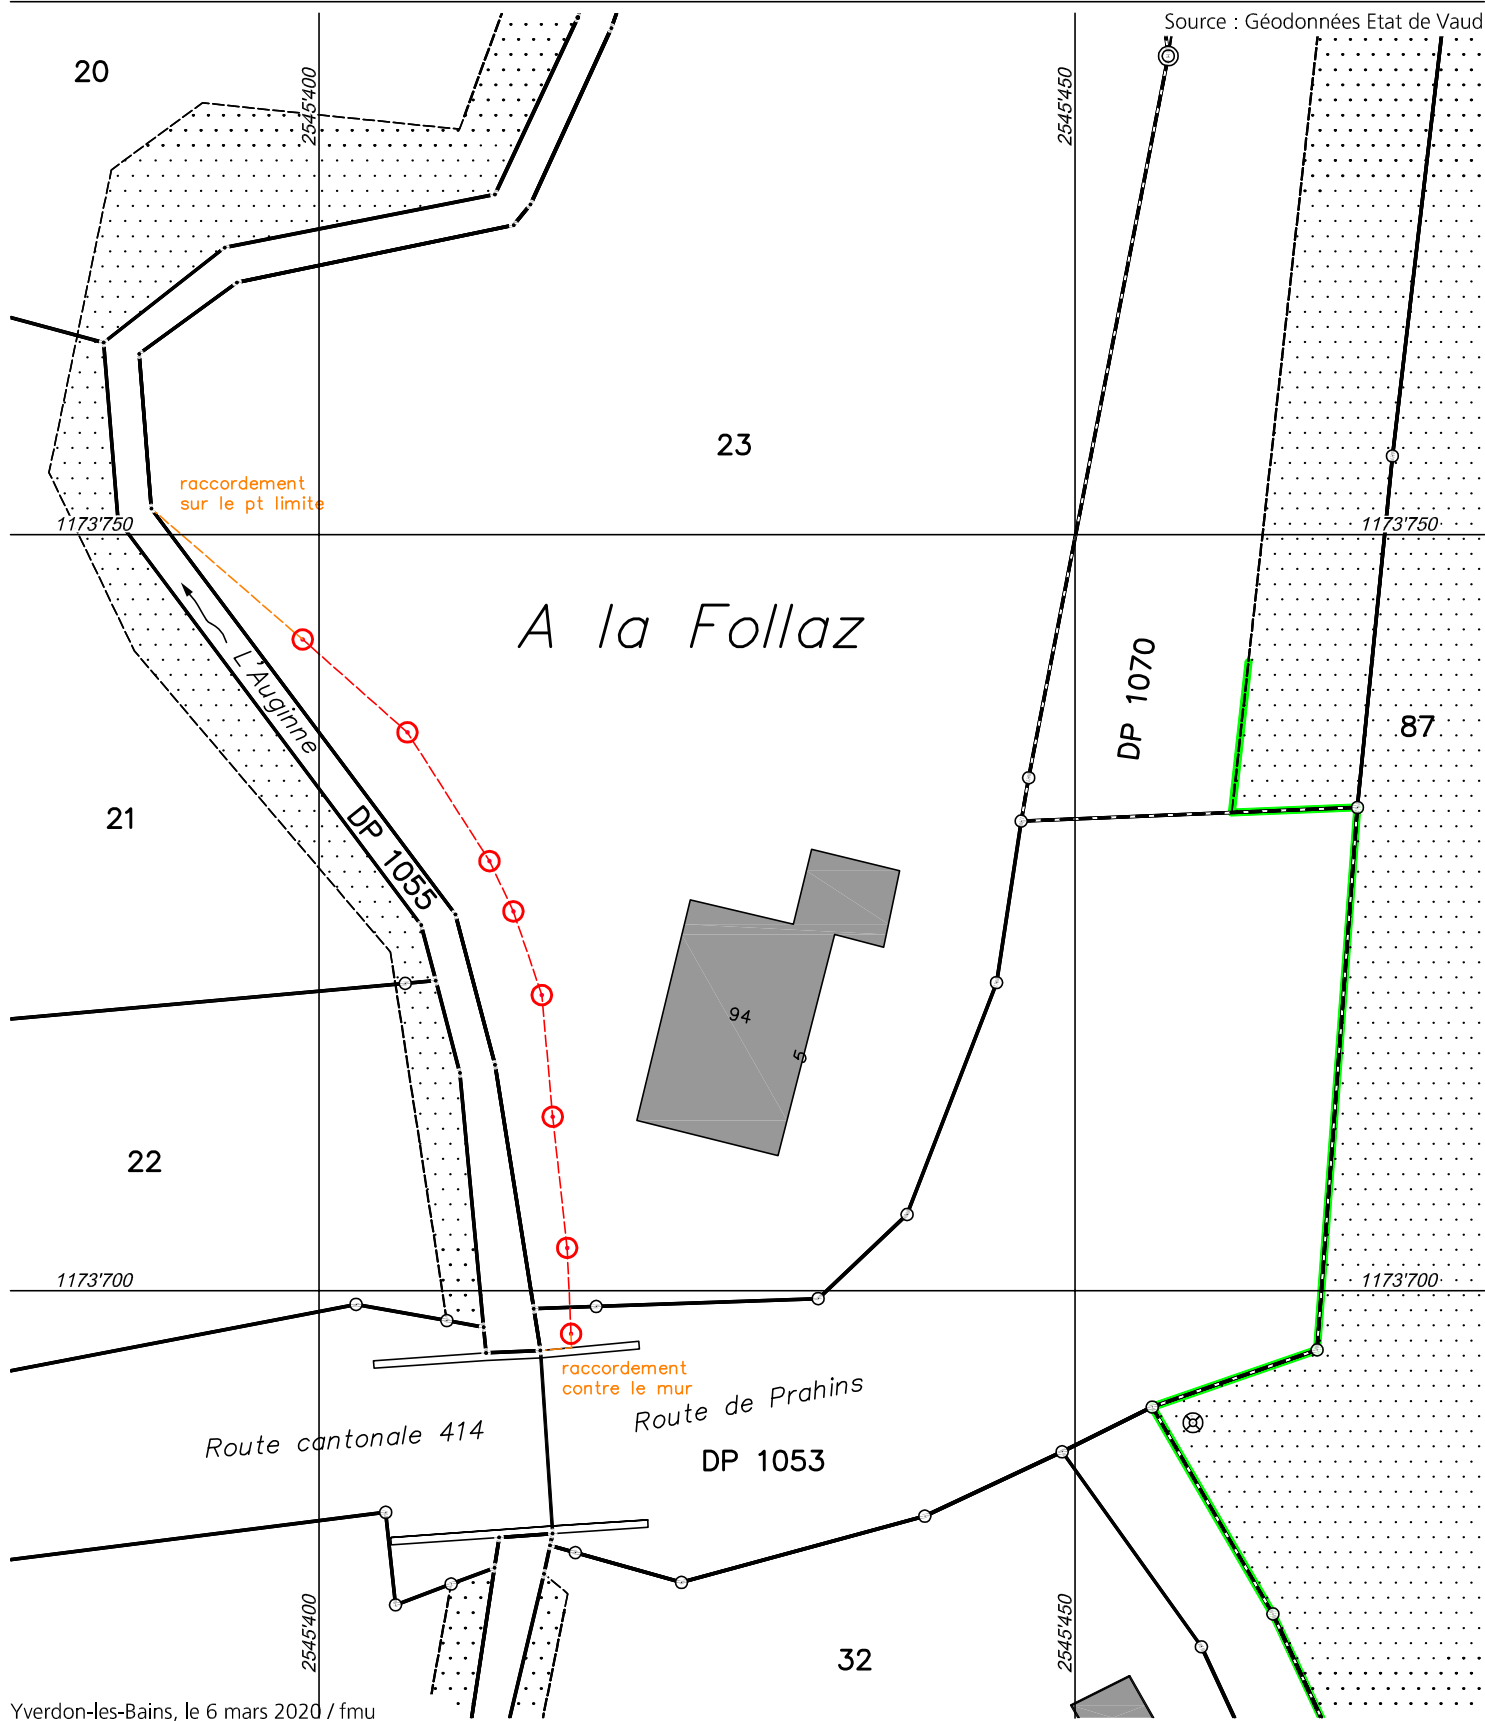 Source : Géodonnées Etat de Vaud
20
2545'400
2545'450
23
raccordement
sur le pt limite
1173'750
1173'750
A la Follaz
L'Auginne
DP 1070
87
21
DP 1055
94
5
22
1173'700
1173'700
raccordement
contre le mur
Route de Prahins
Route cantonale 414
DP 1053
2545'400
2545'450
32
Yverdon-les-Bains, le 6 mars 2020 / fmu